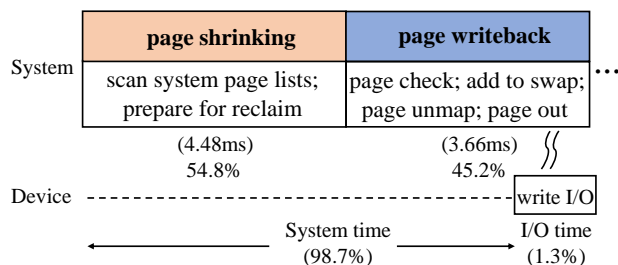 page shrinking page writeback
System scan system page lists; page check; add to swap; ...
prepare for reclaim page unmap; page out
(4.48ms) (3.66ms)
54.8% 45.2%
Device write I/O
System time I/O time
(98.7%) (1.3%)